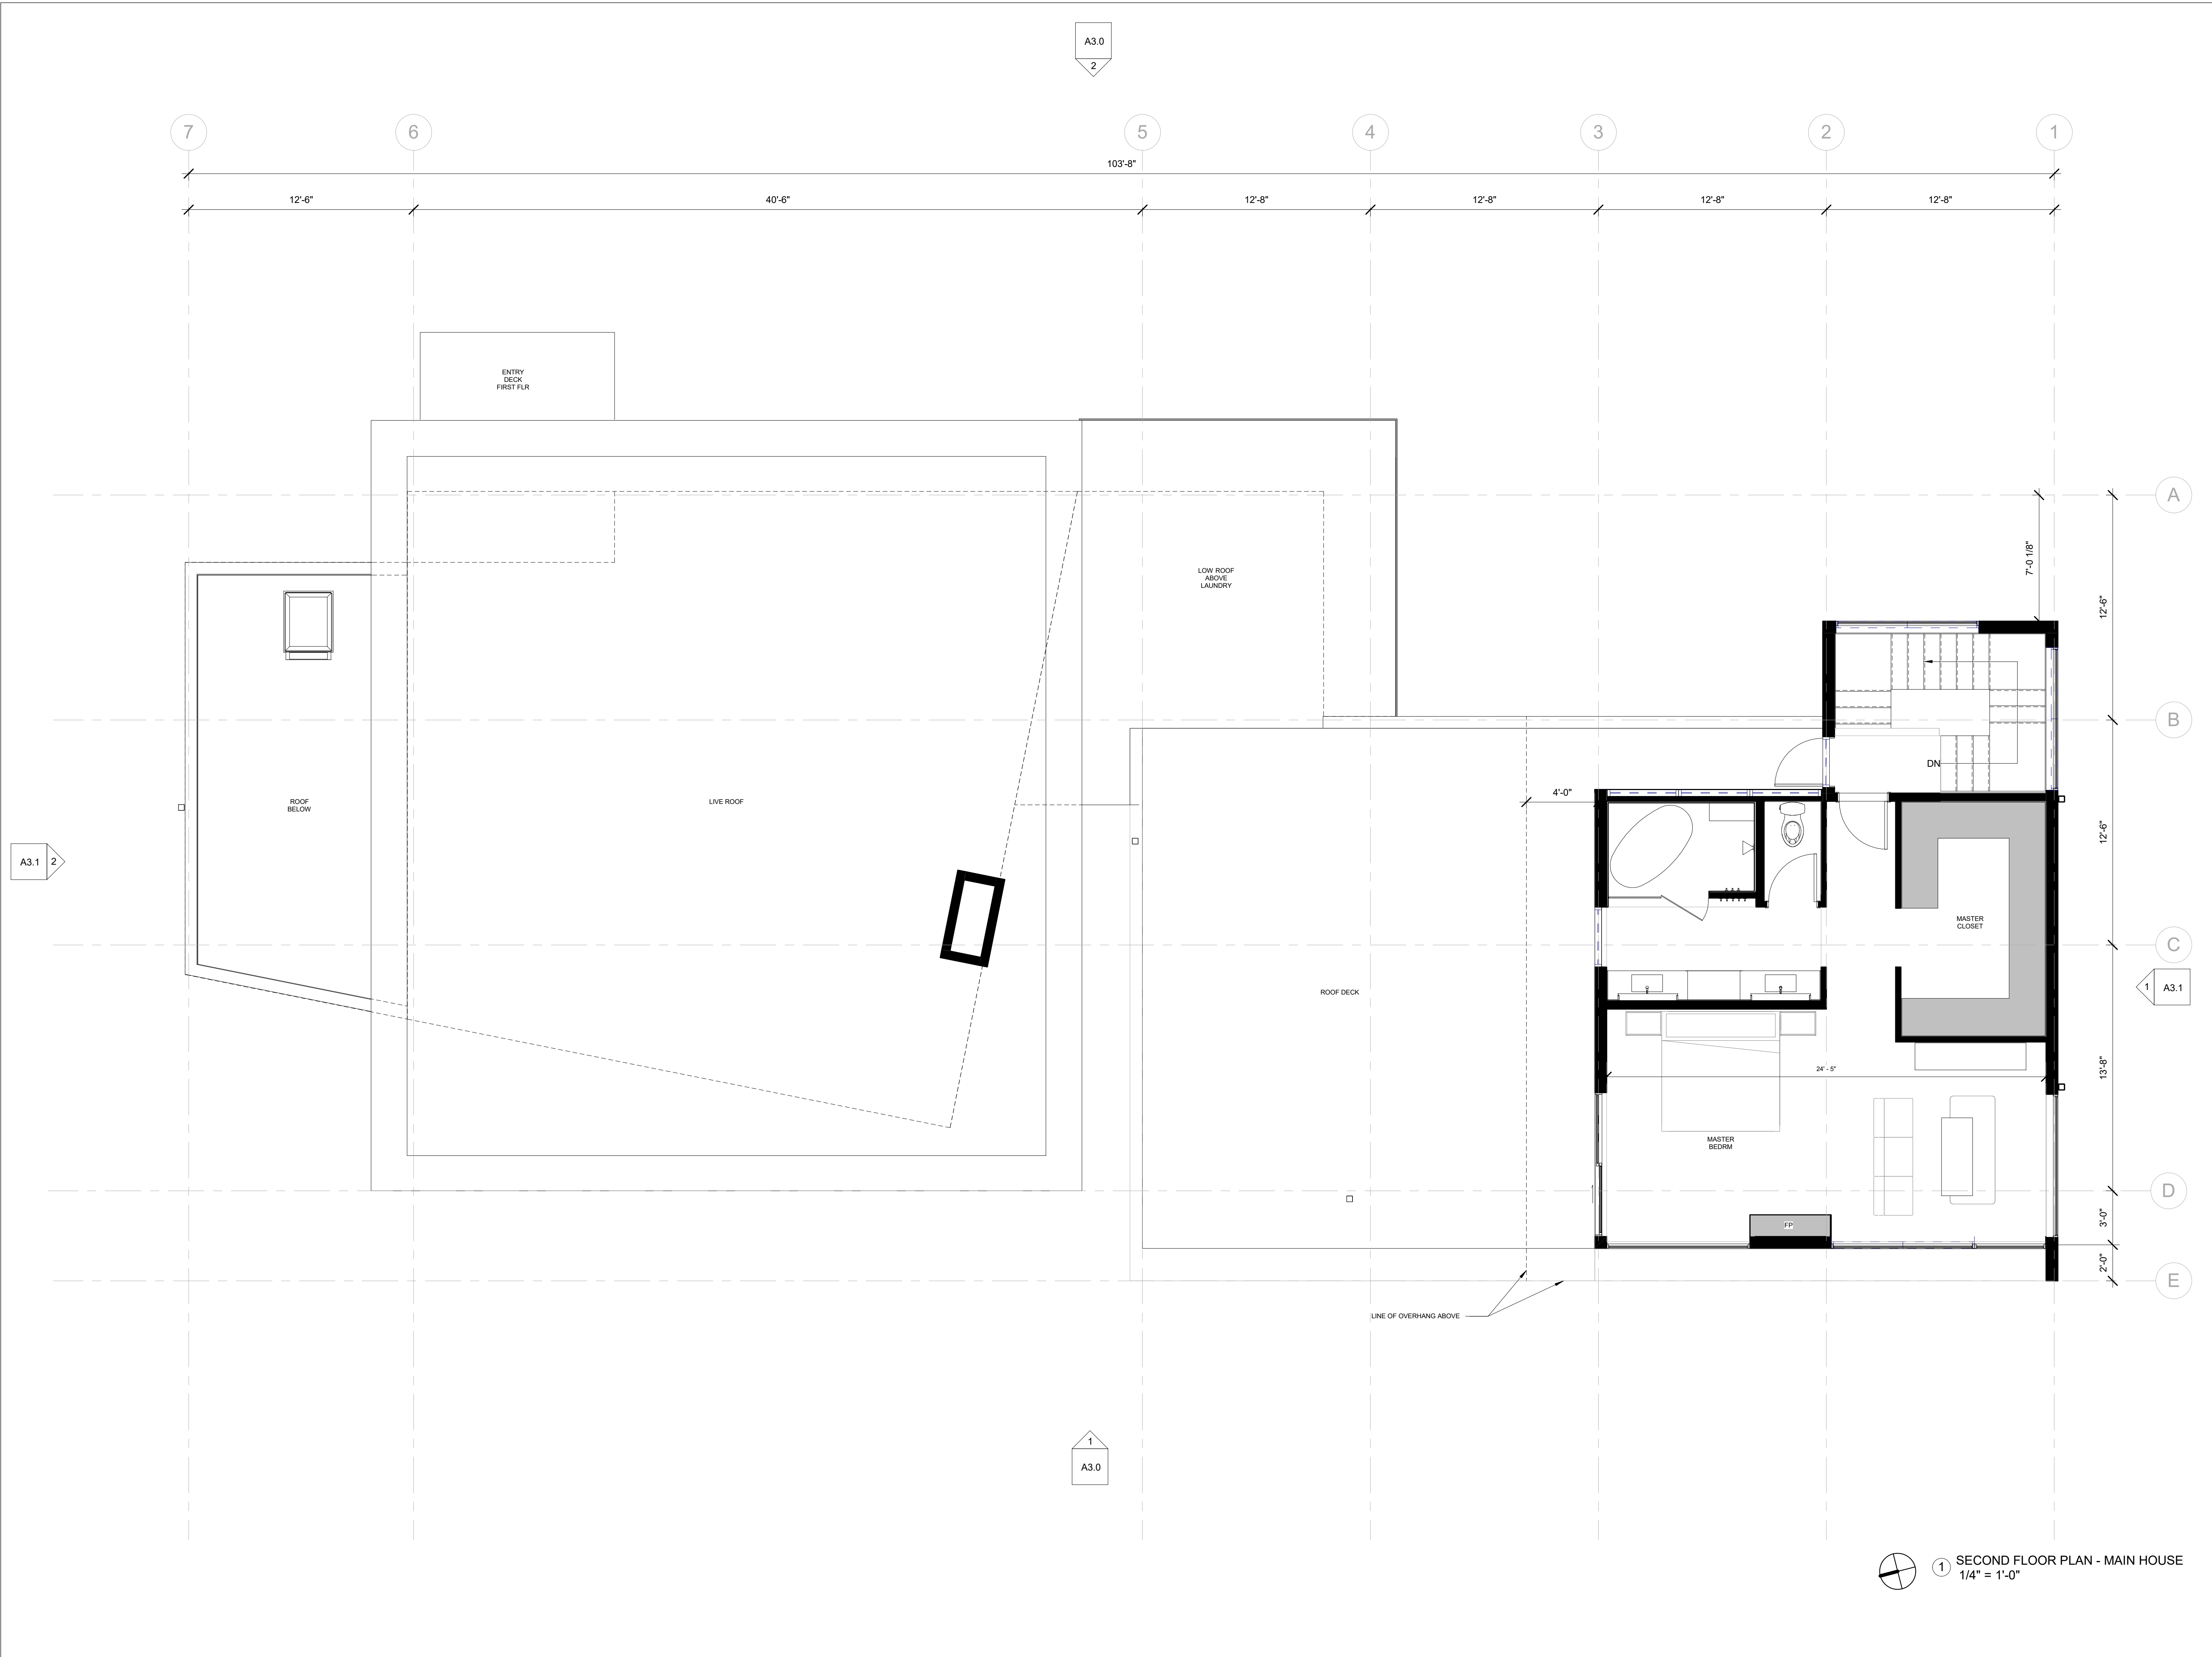 A3.0
2
7
6
5
4
3
2
1
103'-8"
12'-6"
40'-6"
12'-8"
12'-8"
12'-8"
12'-8"
ENTRY
DECK
FIRST FLR
A
7'-0 1/8"
LOW ROOF
ABOVE
LAUNDRY
12'-6"
B
DN
4'-0"
ROOF
BELOW
LIVE ROOF
12'-6"
A3.1
2
MASTER
CLOSET
C
ROOF DECK
1
A3.1
24' - 5"
13'-8"
MASTER
BEDRM
D
FP
3'-0"
2'-0"
E
LINE OF OVERHANG ABOVE
1
A3.0
1
SECOND FLOOR PLAN - MAIN HOUSE
1/4" = 1'-0"